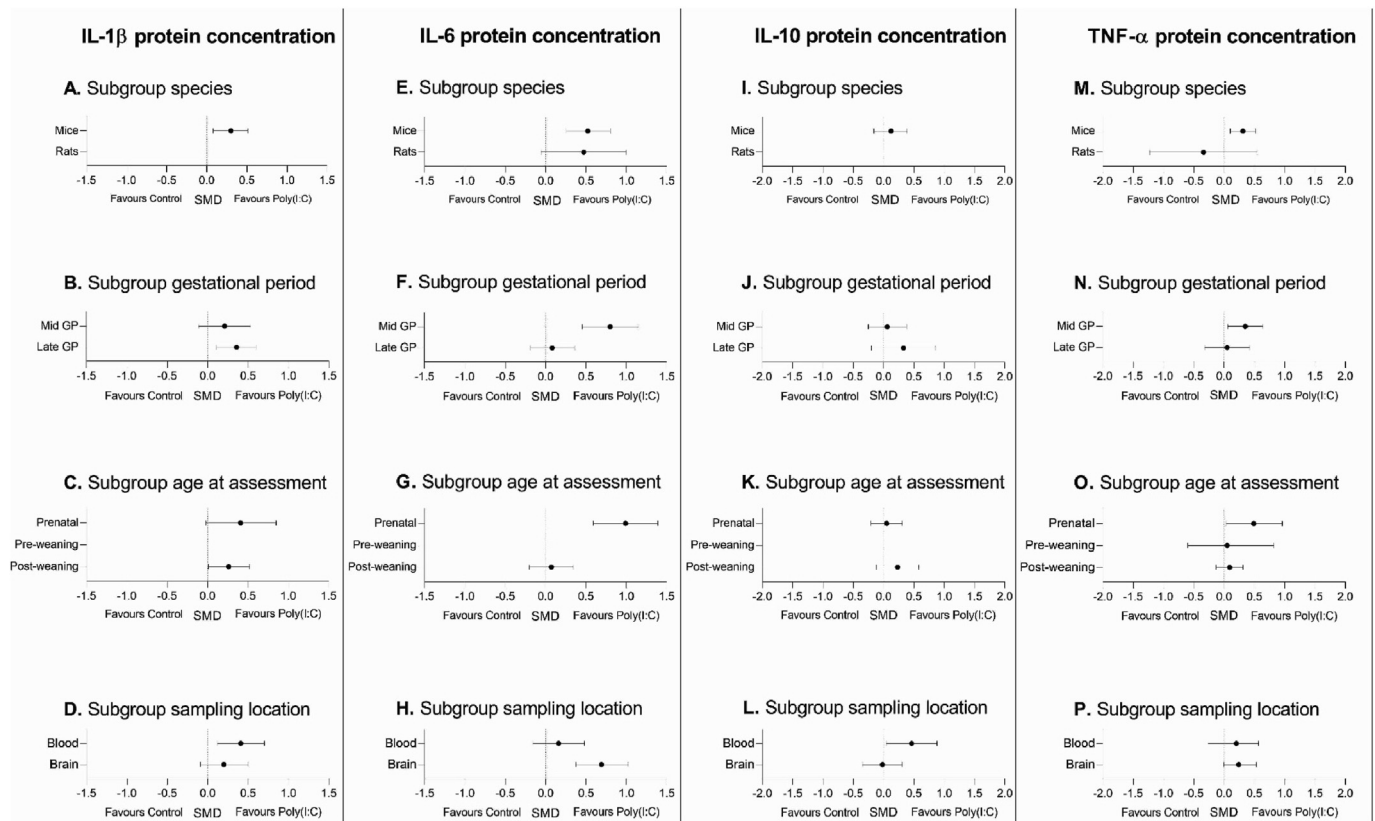 IL-1β protein concentration
A. Subgroup species
Mice
Rats
-1.5 -1.0 -0.5 0.0 0.5 1.0 1.5
Favours Control SMD Favours Poly(I:C)
B. Subgroup gestational period
Mid GP
Late GP
-1.5 -1.0 -0.5 0.0 0.5 1.0 1.5
Favours Control SMD Favours Poly(I:C)
C. Subgroup age at assessment
Prenatal
Pre-weaning
Post-weaning
-1.5 -1.0 -0.5 0.0 0.5 1.0 1.5
Favours Control SMD Favours Poly(I:C)
D. Subgroup sampling location
Blood
Brain
-1.5 -1.0 -0.5 0.0 0.5 1.0 1.5
Favours Control SMD Favours Poly(I:C)
IL-6 protein concentration
E. Subgroup species
Mice
Rats
-1.5 -1.0 -0.5 0.0 0.5 1.0 1.5
Favours Control SMD Favours Poly(I:C)
F. Subgroup gestational period
Mid GP
Late GP
-1.5 -1.0 -0.5 0.0 0.5 1.0 1.5
Favours Control SMD Favours Poly(I:C)
G. Subgroup age at assessment
Prenatal
Pre-weaning
Post-weaning
-1.5 -1.0 -0.5 0.0 0.5 1.0 1.5
Favours Control SMD Favours Poly(I:C)
H. Subgroup sampling location
Blood
Brain
-1.5 -1.0 -0.5 0.0 0.5 1.0 1.5
Favours Control SMD Favours Poly(I:C)
IL-10 protein concentration
I. Subgroup species
Mice
Rats
-2.0 -1.5 -1.0 -0.5 0.0 0.5 1.0 1.5 2.0
Favours Control SMD Favours Poly(I:C)
J. Subgroup gestational period
Mid GP
Late GP
-2.0 -1.5 -1.0 -0.5 0.0 0.5 1.0 1.5 2.0
Favours Control SMD Favours Poly(I:C)
K. Subgroup age at assessment
Prenatal
Pre-weaning
Post-weaning
-2.0 -1.5 -1.0 -0.5 0.0 0.5 1.0 1.5 2.0
Favours Control SMD Favours Poly(I:C)
L. Subgroup sampling location
Blood
Brain
-2.0 -1.5 -1.0 -0.5 0.0 0.5 1.0 1.5 2.0
Favours Control SMD Favours Poly(I:C)
TNF-α protein concentration
M. Subgroup species
Mice
Rats
-2.0 -1.5 -1.0 -0.5 0.0 0.5 1.0 1.5 2.0
Favours Control SMD Favours Poly(I:C)
N. Subgroup gestational period
Mid GP
Late GP
-2.0 -1.5 -1.0 -0.5 0.0 0.5 1.0 1.5 2.0
Favours Control SMD Favours Poly(I:C)
O. Subgroup age at assessment
Prenatal
Pre-weaning
Post-weaning
-2.0 -1.5 -1.0 -0.5 0.0 0.5 1.0 1.5 2.0
Favours Control SMD Favours Poly(I:C)
P. Subgroup sampling location
Blood
Brain
-2.0 -1.5 -1.0 -0.5 0.0 0.5 1.0 1.5 2.0
Favours Control SMD Favours Poly(I:C)